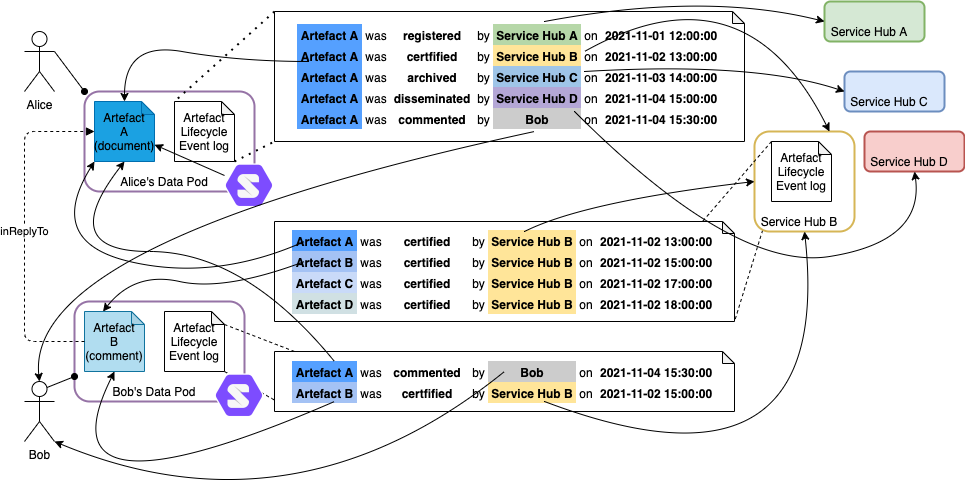 Artefact A was registered by Service Hub A on 2021-11-01 12:00:00
Artefact A was certfified by Service Hub B on 2021-11-02 13:00:00
Artefact A was archived by Service Hub C on 2021-11-03 14:00:00
Artefact A was disseminated by Service Hub D on 2021-11-04 15:00:00
Artefact A was commented by Bob on 2021-11-04 15:30:00
Service Hub A
Service Hub C
Service Hub D
Alice
Artefact
A
(document)
Artefact
Lifecycle
Event log
Alice's Data Pod
Artefact
Lifecycle
Event log
Service Hub B
inReplyTo
Artefact A was certified by Service Hub B on 2021-11-02 13:00:00
Artefact B was certified by Service Hub B on 2021-11-02 15:00:00
Artefact C was certified by Service Hub B on 2021-11-02 17:00:00
Artefact D was certified by Service Hub B on 2021-11-02 18:00:00
Artefact
B
(comment)
Artefact
Lifecycle
Event log
Bob's Data Pod
Artefact A was commented by Bob on 2021-11-04 15:30:00
Artefact B was certfified by Service Hub B on 2021-11-02 15:00:00
Bob